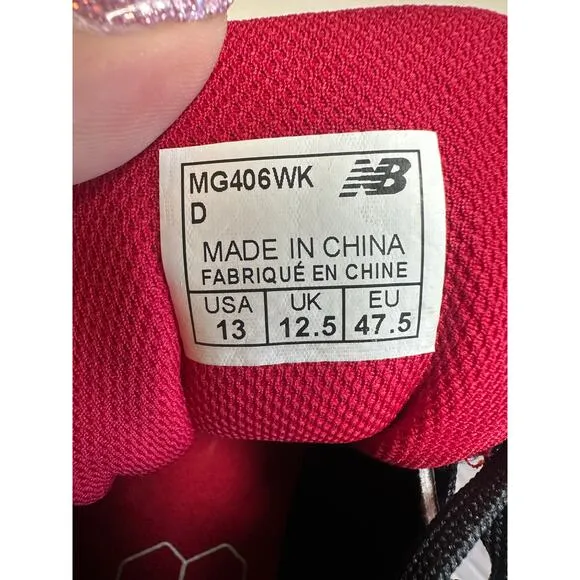 MG406WK NB
D
MADE IN CHINA
FABRIQUÉ EN CHINE
USA UK EU
13 12.5 47.5